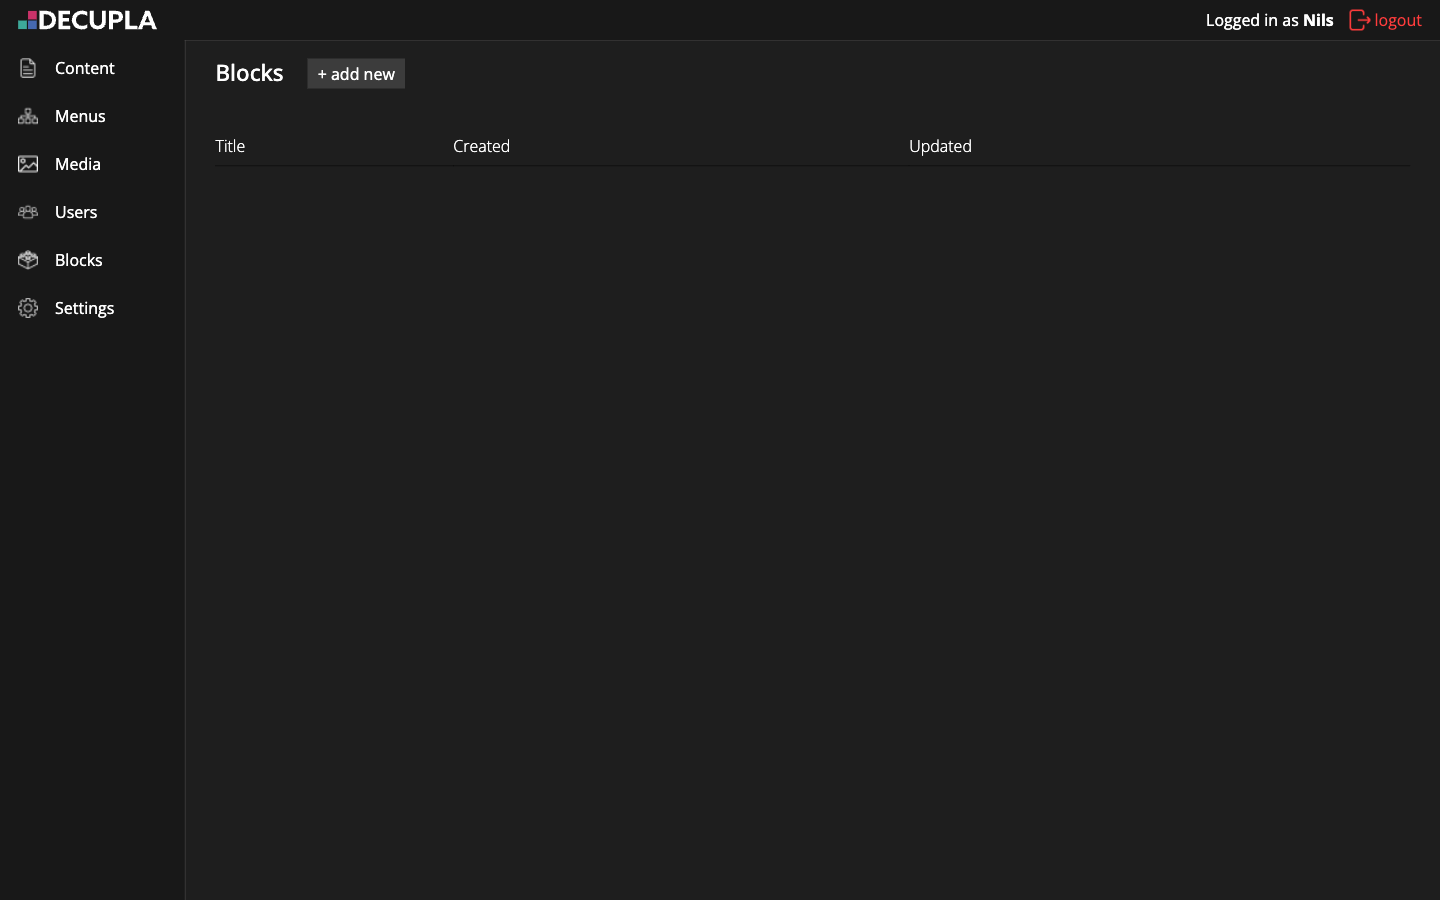 DECUPLA
Logged in as Nils logout
Content
Menus
Media
Users
Blocks
Settings
Blocks + add new
Title Created Updated